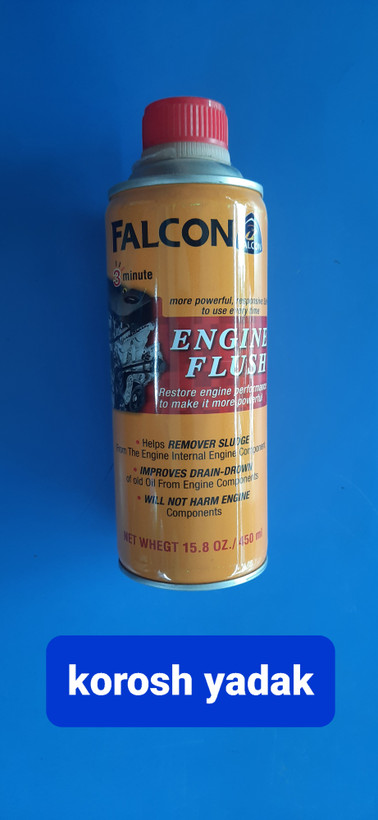 FALCON
FALCON
3 minute
more powerful, responsive
to use every time
ENGINE
FLUSH
Restore engine performance
to make it more powerful
• Helps REMOVER SLUDGE
From The Engine Internal Engine Component
• IMPROVES DRAIN-DROWN
of old Oil From Engine Components
• WILL NOT HARM ENGINE
Components
NET WHEGT 15.8 OZ./ 450 ml
korosh yadak